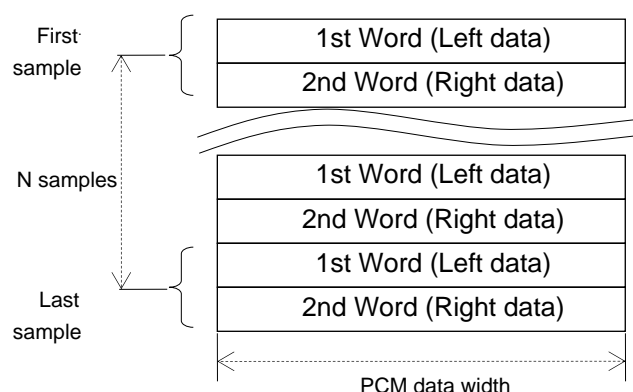 First
sample
1st Word (Left data)
2nd Word (Right data)
N samples
1st Word (Left data)
2nd Word (Right data)
1st Word (Left data)
2nd Word (Right data)
Last
sample
PCM data width